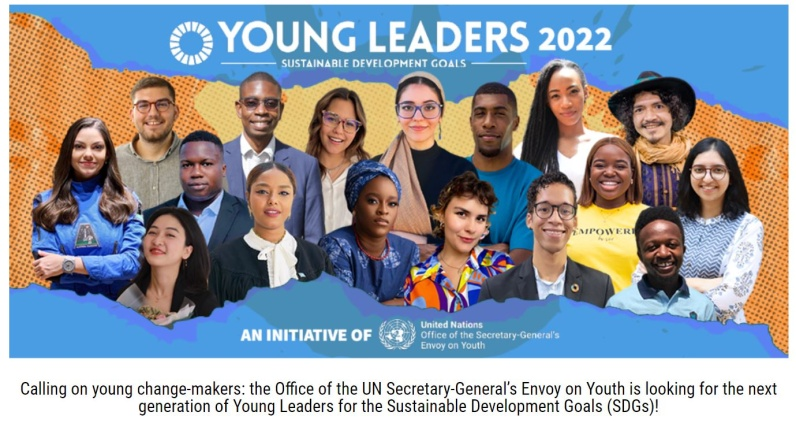 YOUNG LEADERS 2022
SUSTAINABLE DEVELOPMENT GOALS
EMPOWER
AN INITIATIVE OF
United Nations
Office of the Secretary-General's
Envoy on Youth
Calling on young change-makers: the Office of the UN Secretary-General’s Envoy on Youth is looking for the next
generation of Young Leaders for the Sustainable Development Goals (SDGs)!